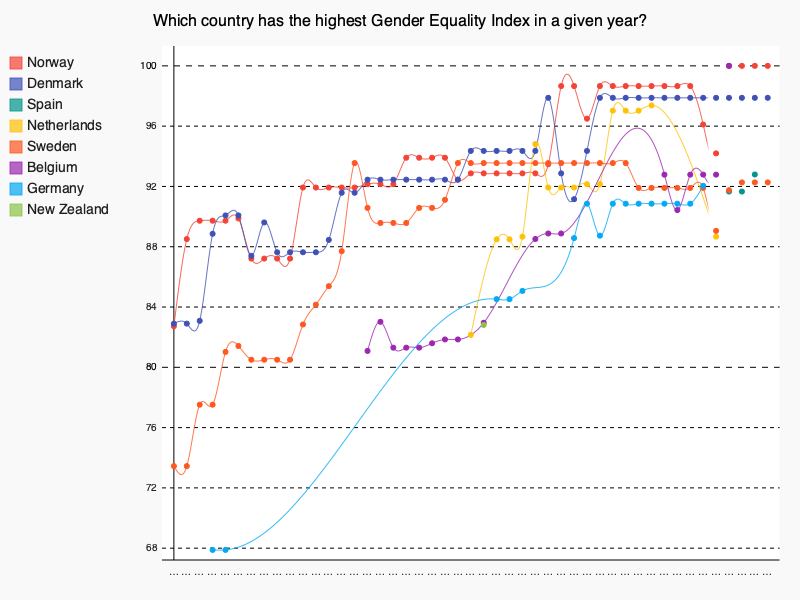 Which country has the highest Gender Equality Index in a given year?
Norway
Denmark
Spain
Netherlands
Sweden
Belgium
Germany
New Zealand
100
96
92
88
84
80
76
72
68
... ... ... ... ... ... ... ... ... ... ... ... ... ... ... ... ... ... ... ... ... ... ... ... ... ... ... ... ... ... ... ... ... ... ... ... ... ... ... ... ... ... ... ... ... ... ...